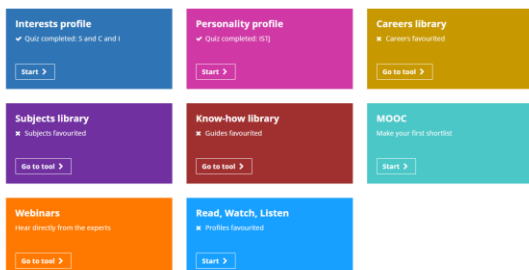 Interests profile
✔ Quiz completed: S and C and I
Start >
Personality profile
✔ Quiz completed: ISTJ
Start >
Careers library
✖ Careers favourited
Go to tool >
Subjects library
✖ Subjects favourited
Go to tool >
Know-how library
✖ Guides favourited
Go to tool >
MOOC
Make your first shortlist
Start >
Webinars
Hear directly from the experts
Go to tool >
Read, Watch, Listen
✖ Profiles favourited
Start >